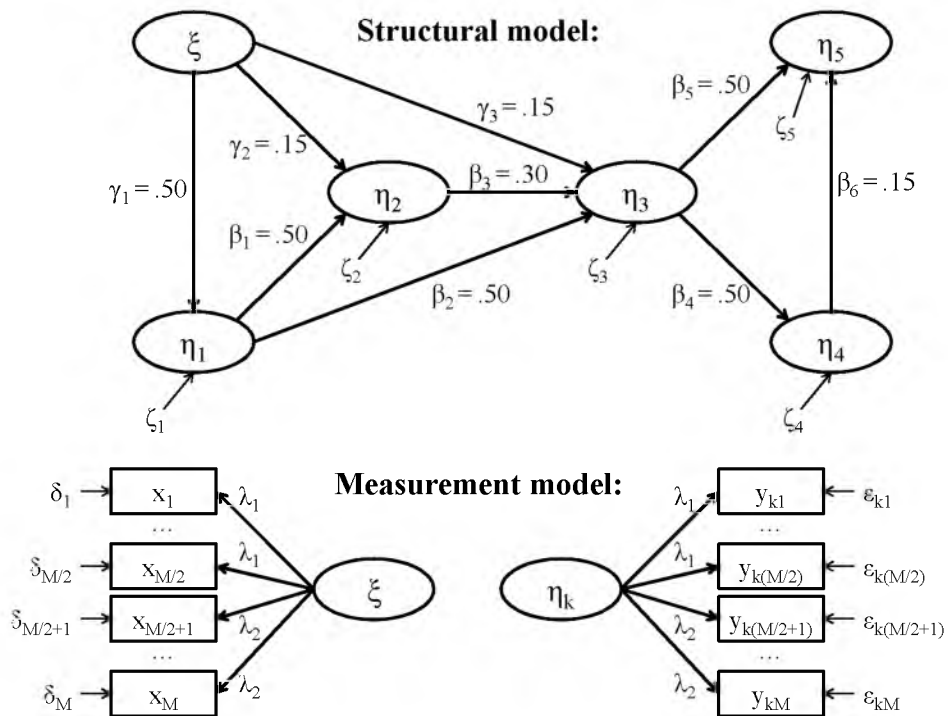 Structural model:
ξ
η5
γ3 = .15
β5 = .50
ζ5
γ2 = .15
γ1 = .50
η2
β3 = .30
η3
β6 = .15
β1 = .50
ζ2
ζ3
β2 = .50
β4 = .50
η1
η4
ζ1
ζ4
Measurement model:
δ1
x1
λ1
...
δM/2
xM/2
λ1
δM/2+1
xM/2+1
λ2
...
δM
xM
λ2
ξ
ηk
λ1
yk1
εk1
...
λ1
yk(M/2)
εk(M/2)
λ2
yk(M/2+1)
εk(M/2+1)
...
λ2
ykM
εkM